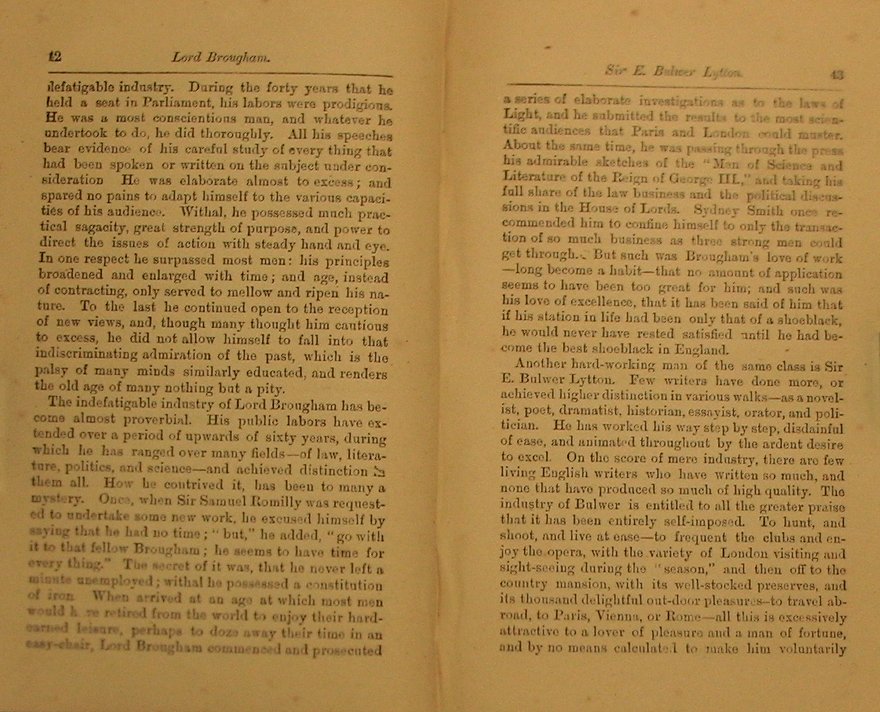 12 Lord Brougham.
defatigable industry. During the forty years that he
held a seat in Parliament, his labors were prodigious.
He was a most conscientious man, and whatever he
undertook to do, he did thoroughly. All his speeches
bear evidence of his careful study of every thing that
had been spoken or written on the subject under con-
sideration He was elaborate almost to excess; and
spared no pains to adapt himself to the various capaci-
ties of his audience. Withal, he possessed much prac-
tical sagacity, great strength of purpose, and power to
direct the issues of action with steady hand and eye.
In one respect he surpassed most men: his principles
broadened and enlarged with time; and age, instead
of contracting, only served to mellow and ripen his na-
ture. To the last he continued open to the reception
of new views, and, though many thought him cautious
to excess, he did not allow himself to fall into that
indiscriminating admiration of the past, which is the
palsy of many minds similarly educated, and renders
the old age of many nothing but a pity.
The indefatigable industry of Lord Brougham has be-
come almost proverbial. His public labors have ex-
tended over a period of upwards of sixty years, during
which he has ranged over many fields—of law, litera-
ture, politics, and science—and achieved distinction in
them all. How he contrived it, has been to many a
mystery. Once, when Sir Samuel Romilly was request-
ed to undertake some new work, he excused himself by
saying that he had no time; "but," he added, "go with
it to that fellow Brougham; he seems to have time for
every thing." The secret of it was, that he never left a
minute unemployed; withal he possessed a constitution
of iron. When arrived at an age at which most men
would have retired from the world to enjoy their hard-
earned leisure, perhaps to doze away their time in an
easy-chair, Lord Brougham commenced and prosecuted
Sir E. Bulwer Lytton. 43
a series of elaborate investigations as to the laws of
Light, and he submitted the results to the most scien-
tific audiences that Paris and London could muster.
About the same time, he was passing through the press
his admirable sketches of the "Men of Science and
Literature of the Reign of George III.," and taking his
full share of the law business and the political discus-
sions in the House of Lords. Sydney Smith once re-
commended him to confine himself to only the transac-
tion of so much business as three strong men could
get through. But such was Brougham's love of work
—long become a habit—that no amount of application
seems to have been too great for him; and such was
his love of excellence, that it has been said of him that
if his station in life had been only that of a shoeblack,
he would never have rested satisfied until he had be-
come the best shoeblack in England.
Another hard-working man of the same class is Sir
E. Bulwer Lytton. Few writers have done more, or
achieved higher distinction in various walks—as a novel-
ist, poet, dramatist, historian, essayist, orator, and poli-
tician. He has worked his way step by step, disdainful
of ease, and animated throughout by the ardent desire
to excel. On the score of mere industry, there are few
living English writers who have written so much, and
none that have produced so much of high quality. The
industry of Bulwer is entitled to all the greater praise
that it has been entirely self-imposed. To hunt, and
shoot, and live at ease—to frequent the clubs and en-
joy the opera, with the variety of London visiting and
sight-seeing during the "season," and then off to the
country mansion, with its well-stocked preserves, and
its thousand delightful out-door pleasures—to travel ab-
road, to Paris, Vienna, or Rome—all this is excessively
attractive to a lover of pleasure and a man of fortune,
and by no means calculated to make him voluntarily